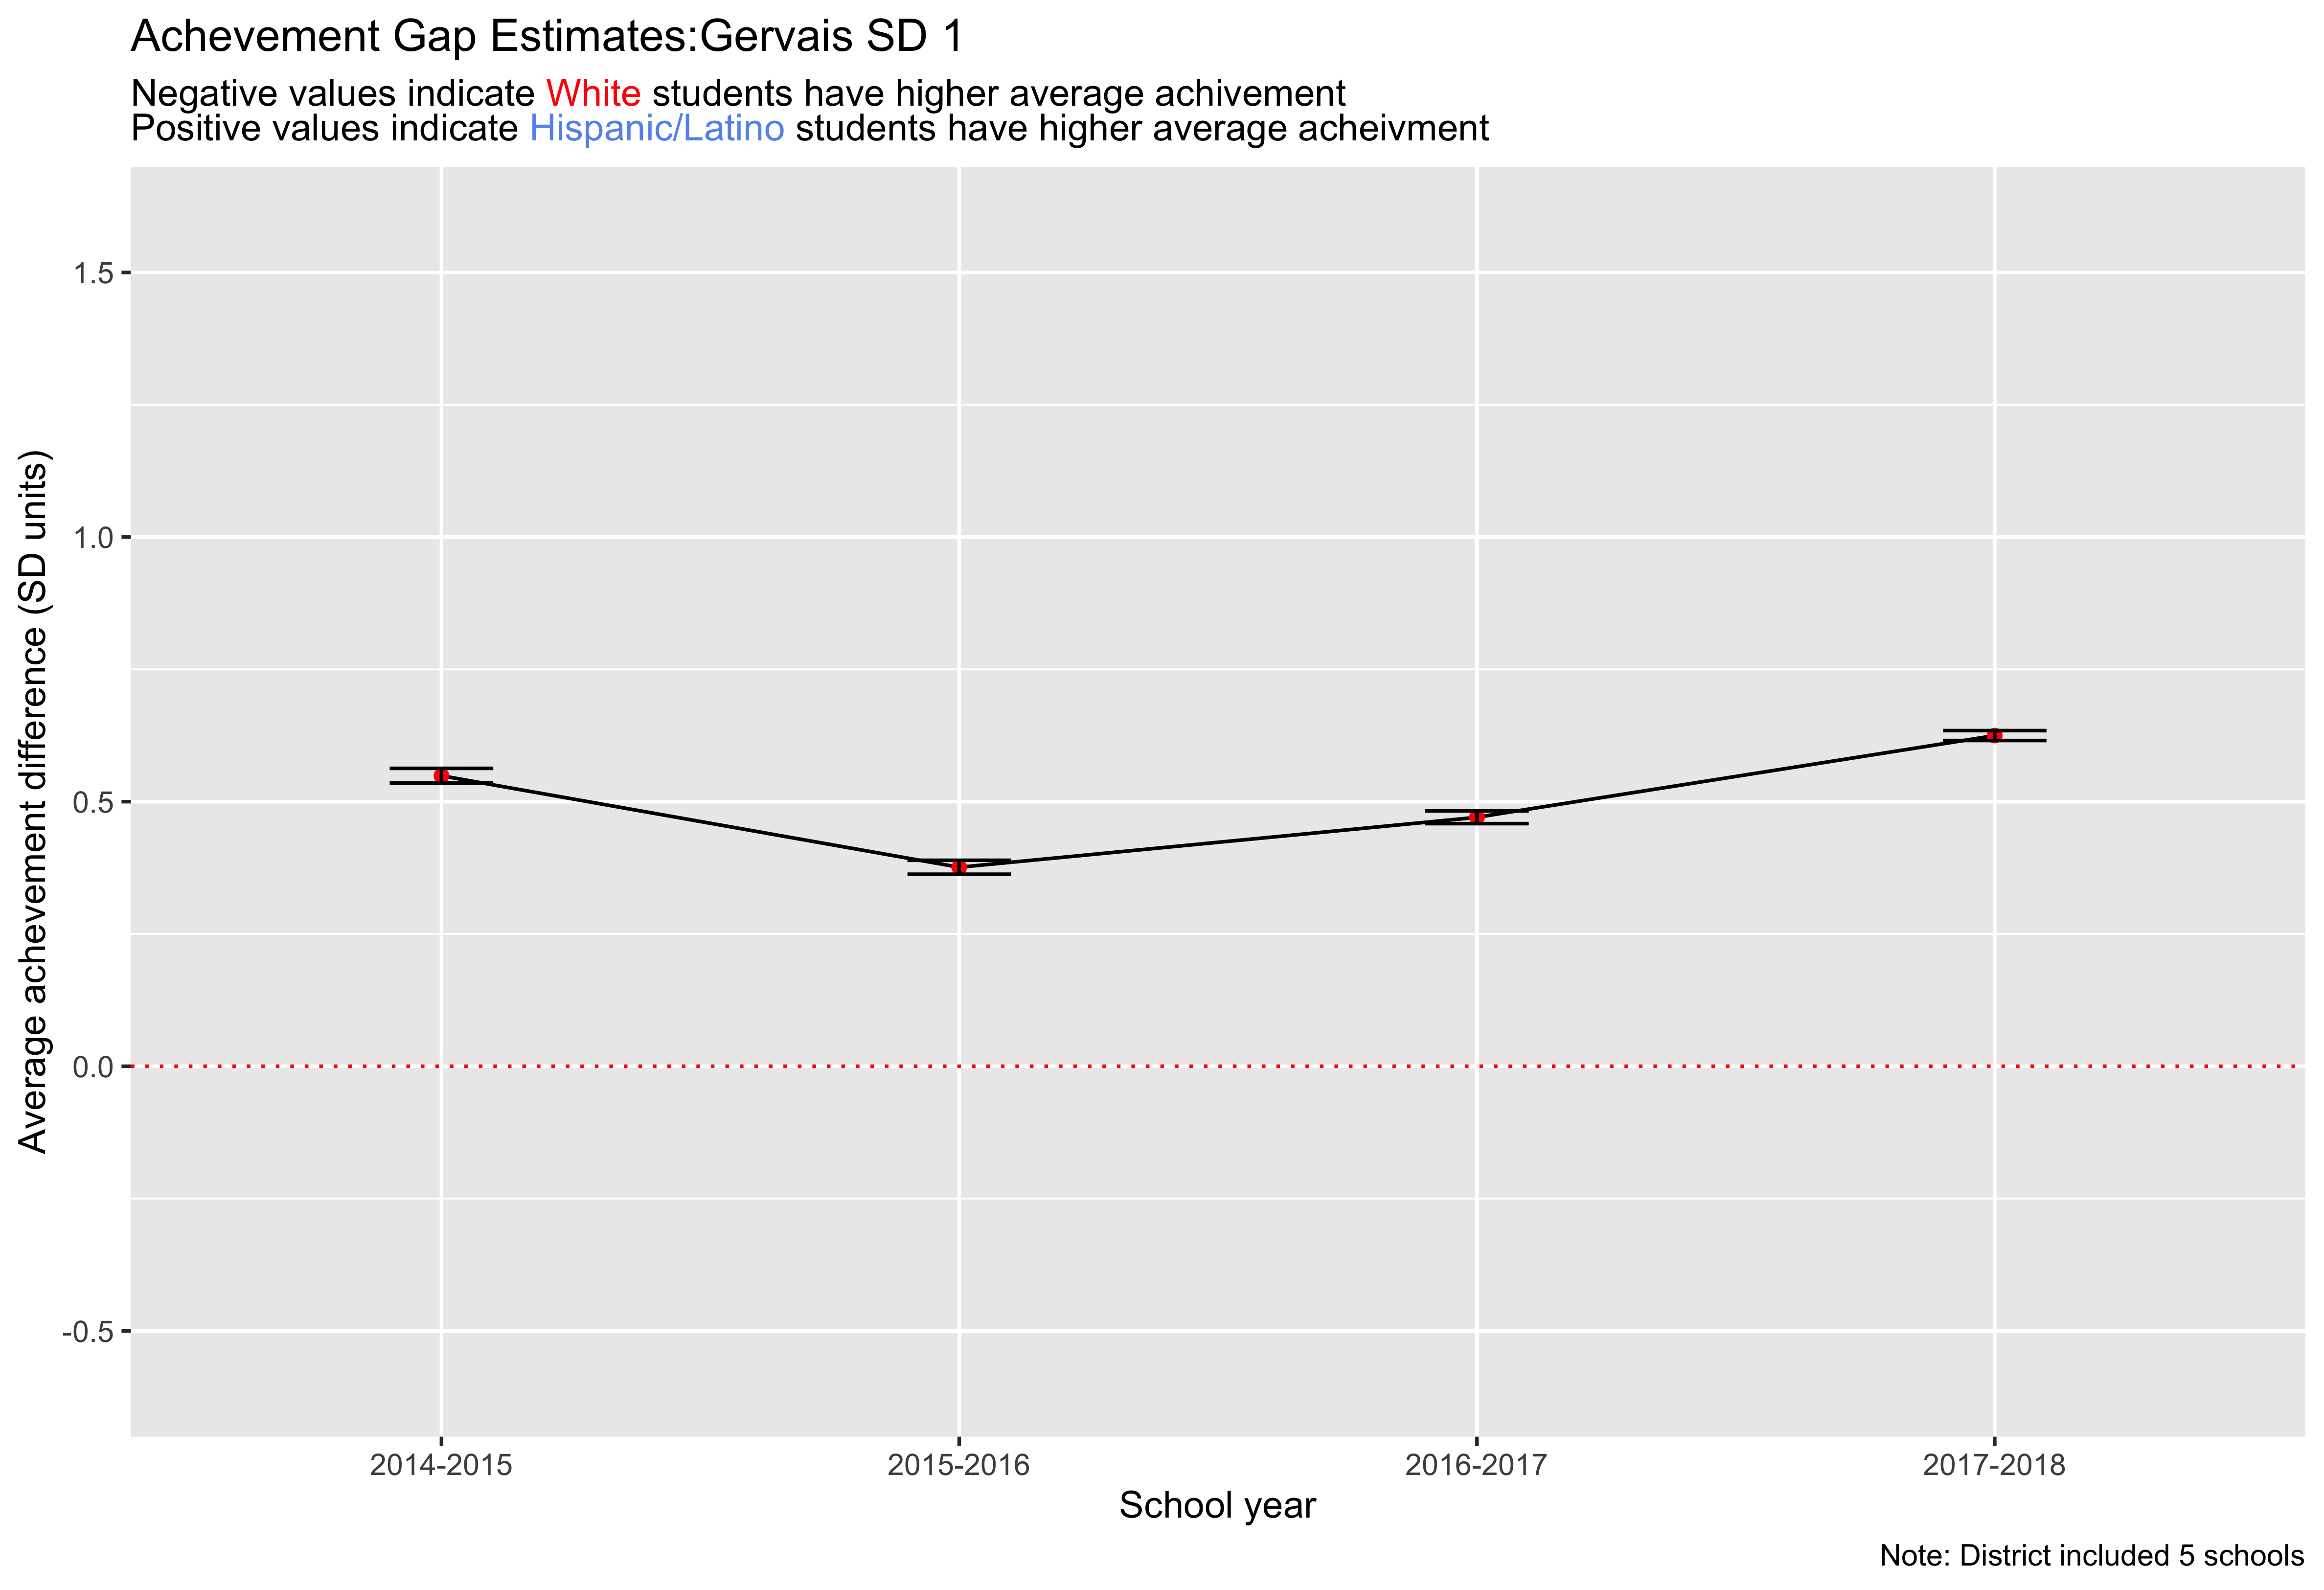 Achevement Gap Estimates:Gervais SD 1
Negative values indicate White students have higher average achivement
Positive values indicate Hispanic/Latino students have higher average acheivment
Average achevement difference (SD units)
1.5
1.0
0.5
0.0
-0.5
2014-2015
2015-2016
2016-2017
2017-2018
School year
Note: District included 5 schools